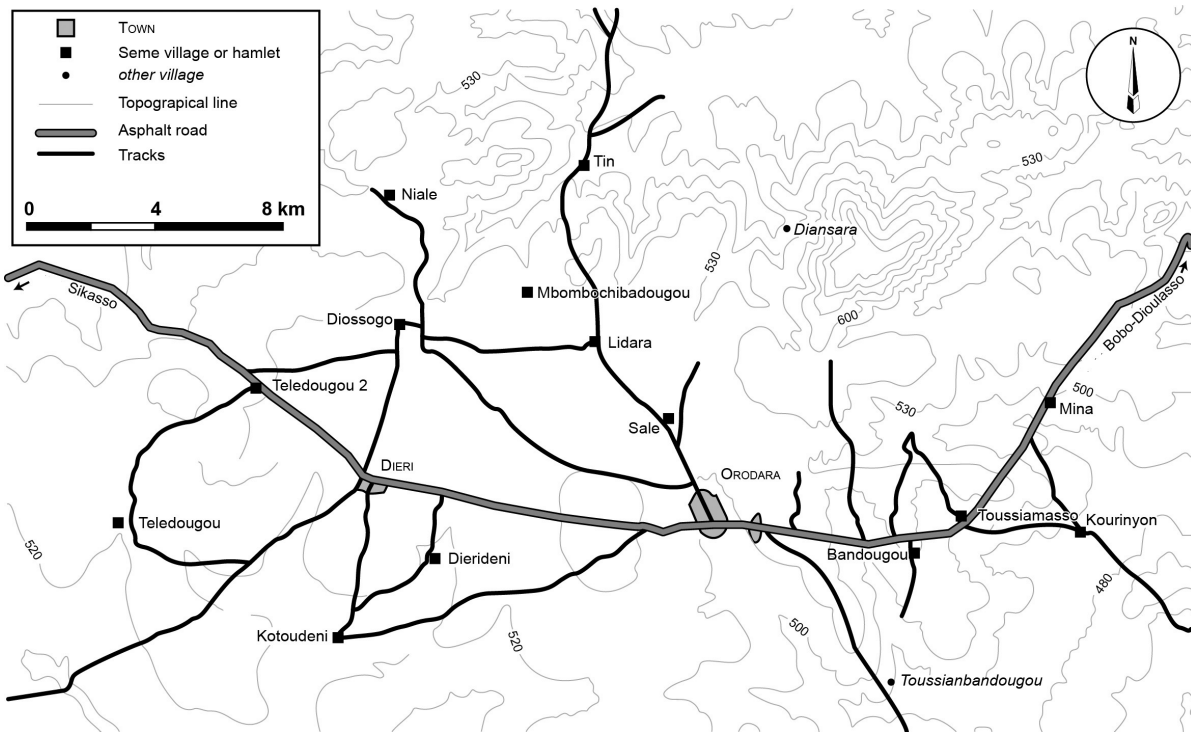 TOWN
Seme village or hamlet
other village
Topograpical line
Asphalt road
Tracks
0 4 8 km
N
530
Tin
530
Niale
Diansara
530
Sikasso
Mbombochibadougou
Bobo-Dioulasso
Diossogo
600
Lidara
Teledougou 2
500
530
Mina
Sale
DIERI
ORODARA
Teledougou
Toussiamasso
Kourinyon
520
Bandougou
Dierideni
480
500
Kotoudeni
520
Toussianbandougou